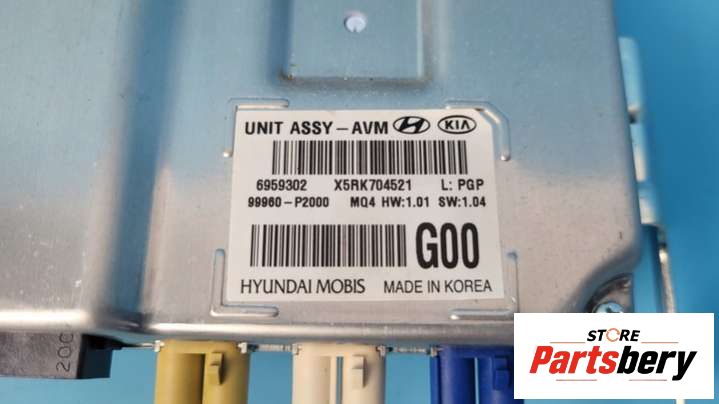 UNIT ASSY-AVM KIA
6959302 X5RK704521 L: PGP
99960-P2000 MQ4 HW:1.01 SW:1.04
G00
HYUNDAI MOBIS MADE IN KOREA
STORE
Partsbery